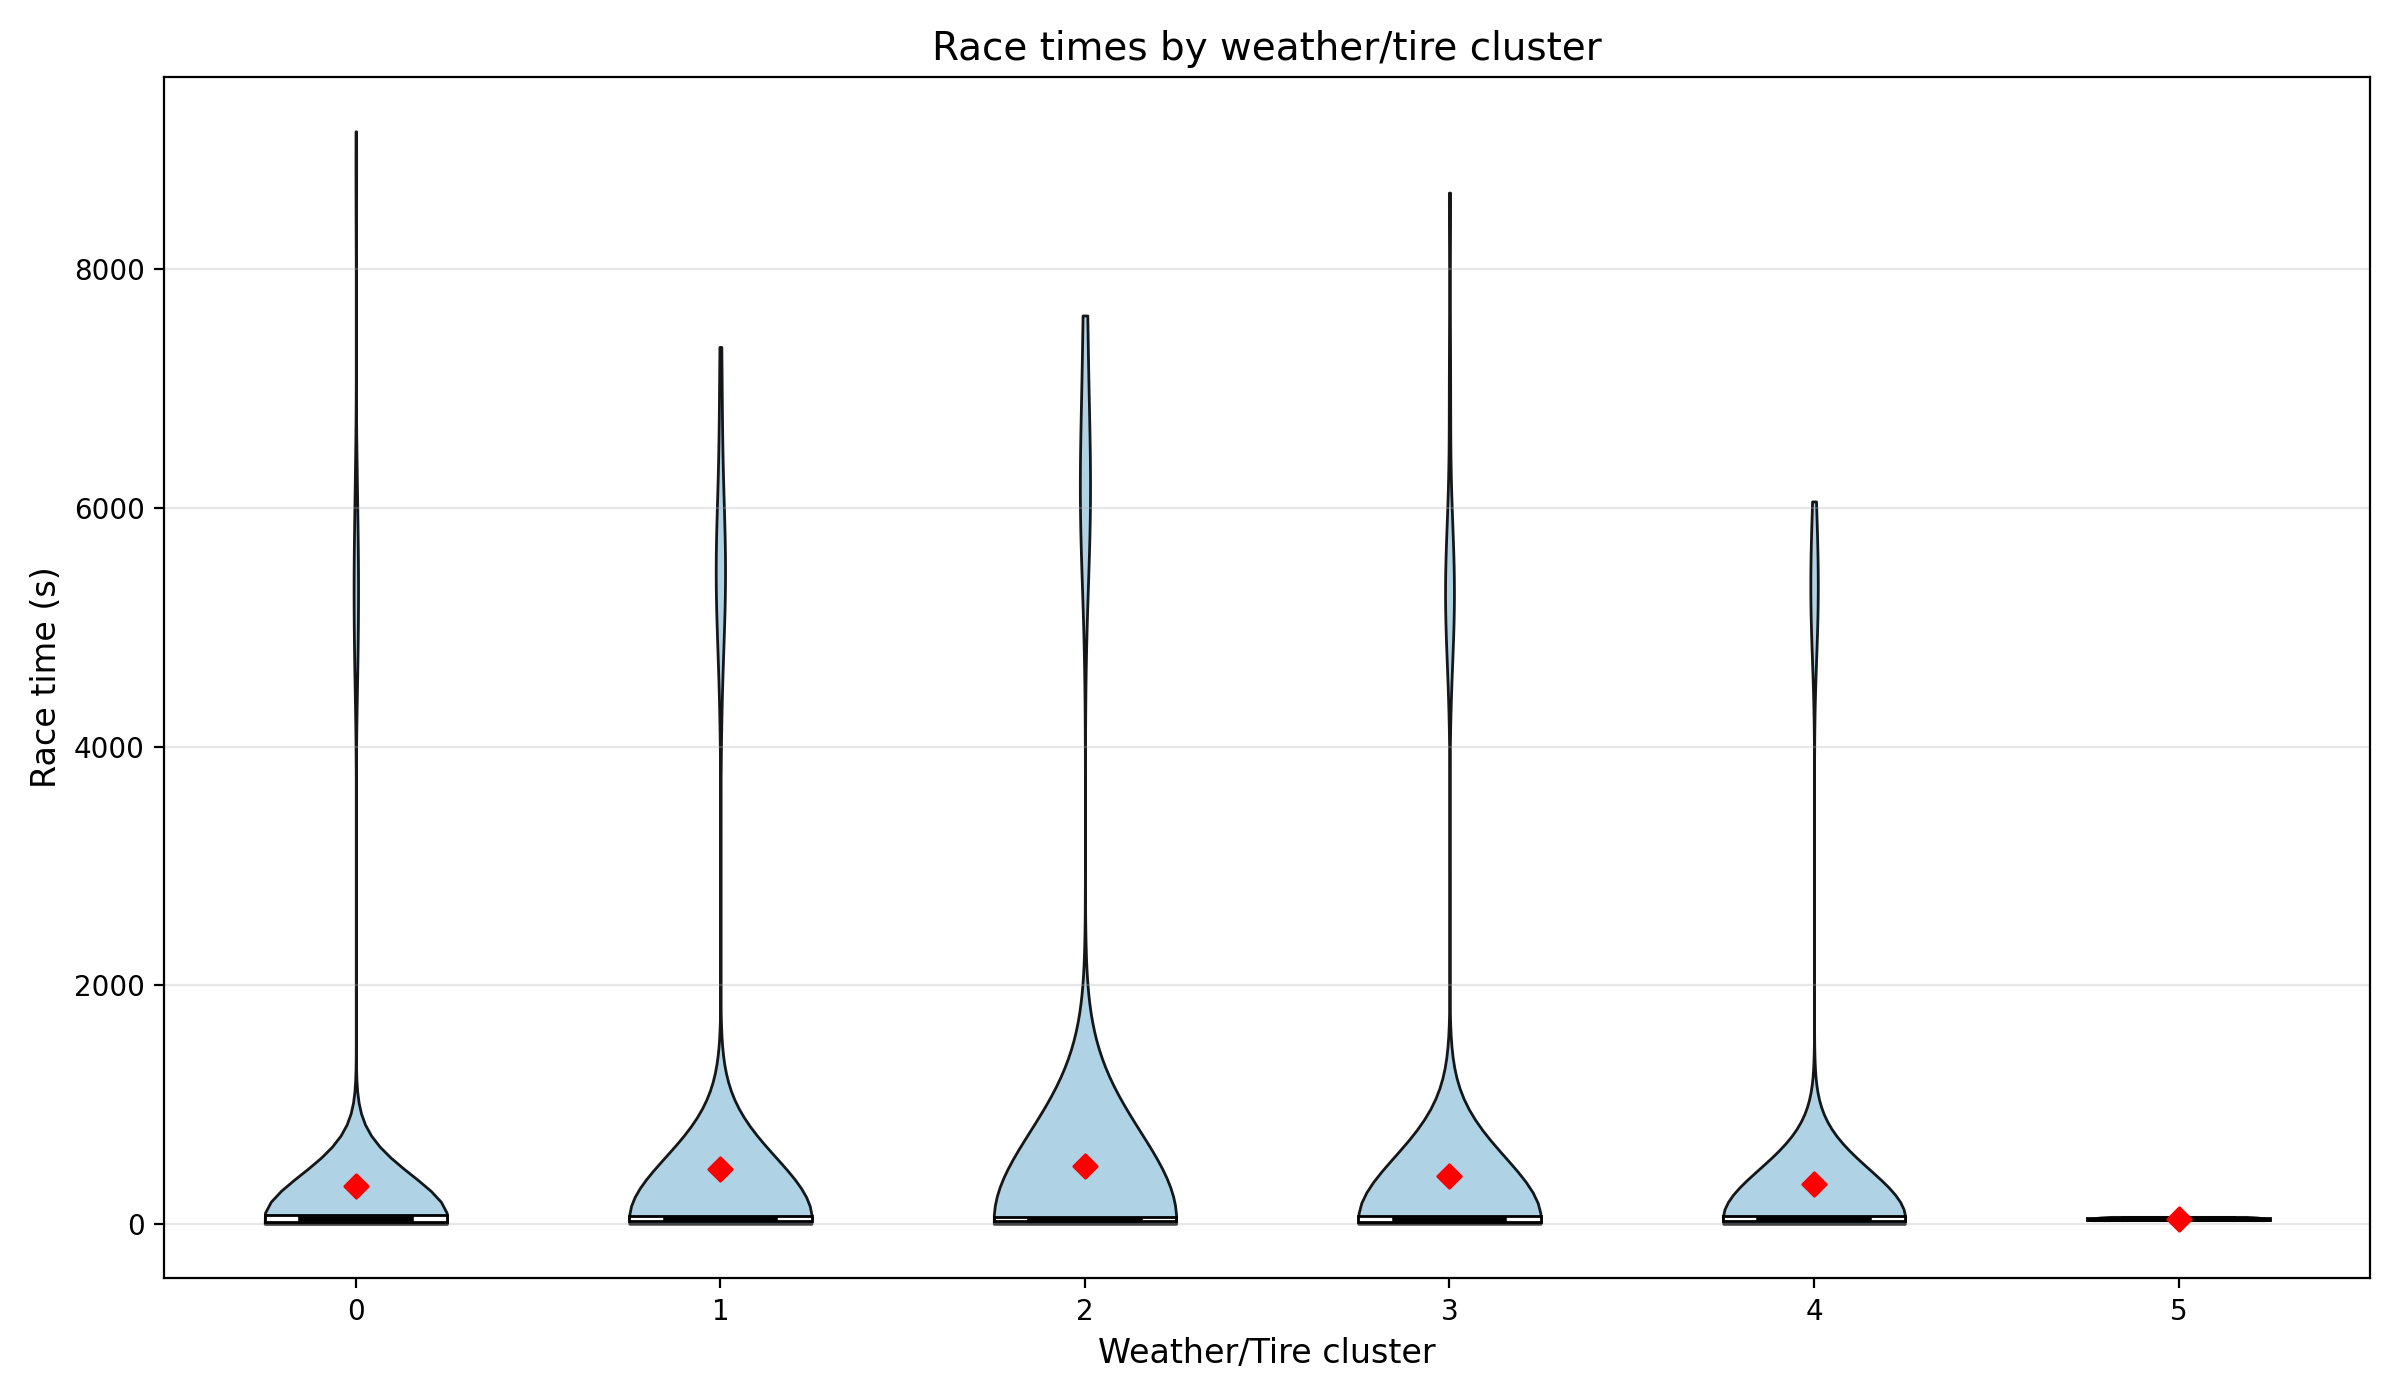 Race times by weather/tire cluster
8000
6000
4000
2000
0
Race time (s)
0 1 2 3 4 5
Weather/Tire cluster